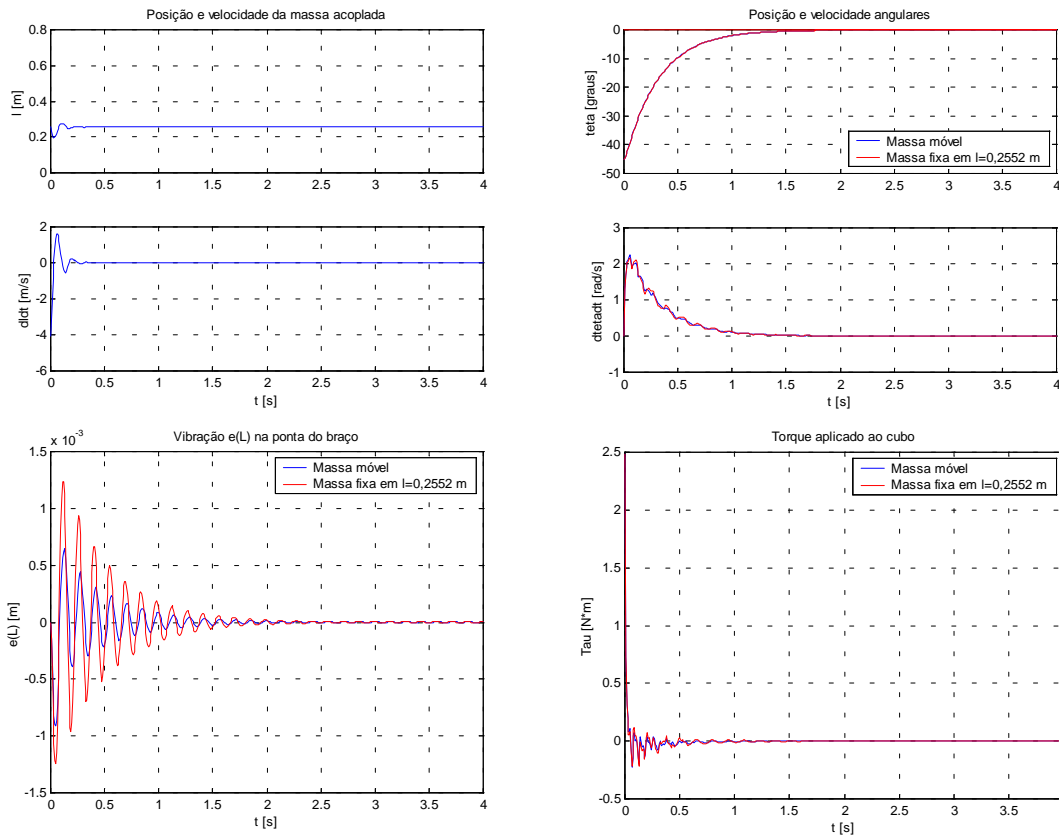 Posição e velocidade da massa acoplada
0.8
0.6
0.4
0.2
0
l [m]
0 0.5 1 1.5 2 2.5 3 3.5 4
2
0
-2
-4
-6
dldt [m/s]
0 0.5 1 1.5 2 2.5 3 3.5 4
t [s]
Posição e velocidade angulares
0
-10
-20
-30
-40
-50
teta [graus]
Massa móvel
Massa fixa em l=0,2552 m
0 0.5 1 1.5 2 2.5 3 3.5 4
3
2
1
0
-1
dtetadt [rad/s]
0 0.5 1 1.5 2 2.5 3 3.5 4
t [s]
Vibração e(L) na ponta do braço
x 10-3
1.5
1
0.5
0
-0.5
-1
-1.5
e(L) [m]
Massa móvel
Massa fixa em l=0,2552 m
0 0.5 1 1.5 2 2.5 3 3.5 4
t [s]
Torque aplicado ao cubo
2.5
2
1.5
1
0.5
0
-0.5
Tau [N*m]
Massa móvel
Massa fixa em l=0,2552 m
0 0.5 1 1.5 2 2.5 3 3.5 4
t [s]